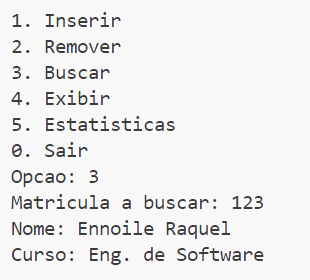 1. Inserir
2. Remover
3. Buscar
4. Exibir
5. Estatisticas
0. Sair
Opcao: 3
Matricula a buscar: 123
Nome: Ennoile Raquel
Curso: Eng. de Software